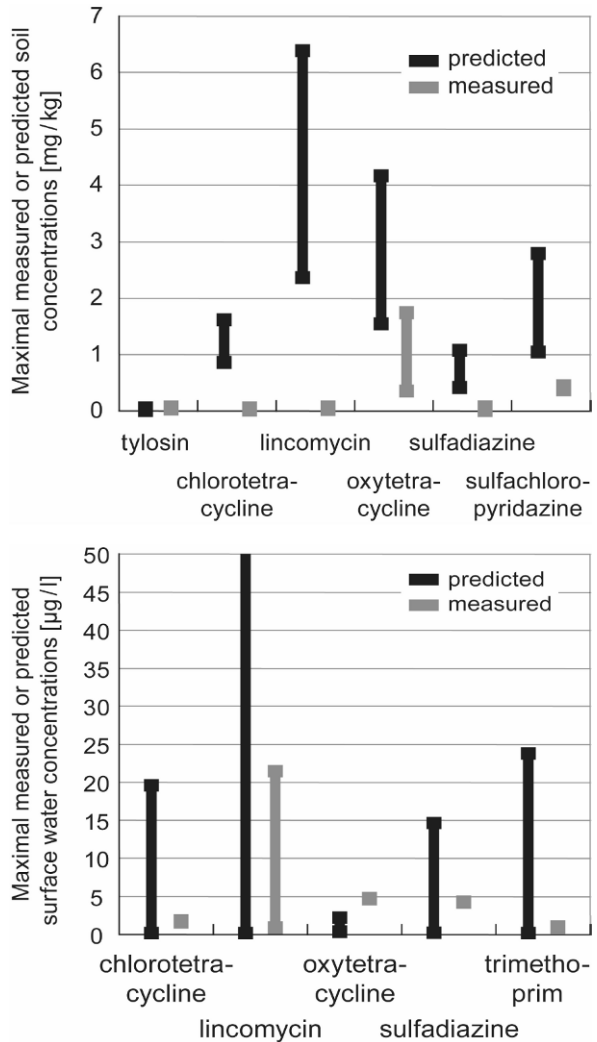 Maximal measured or predicted soil
concentrations [mg/kg]
7
6
5
4
3
2
1
0
predicted
measured
tylosin
lincomycin
sulfadiazine
chlorotetra-
cycline
oxytetra-
cycline
sulfachloro-
pyridazine
Maximal measured or predicted
surface water concentrations [µg/l]
50
45
40
35
30
25
20
15
10
5
0
predicted
measured
chlorotetra-
cycline
oxytetra-
cycline
trimetho-
prim
lincomycin
sulfadiazine